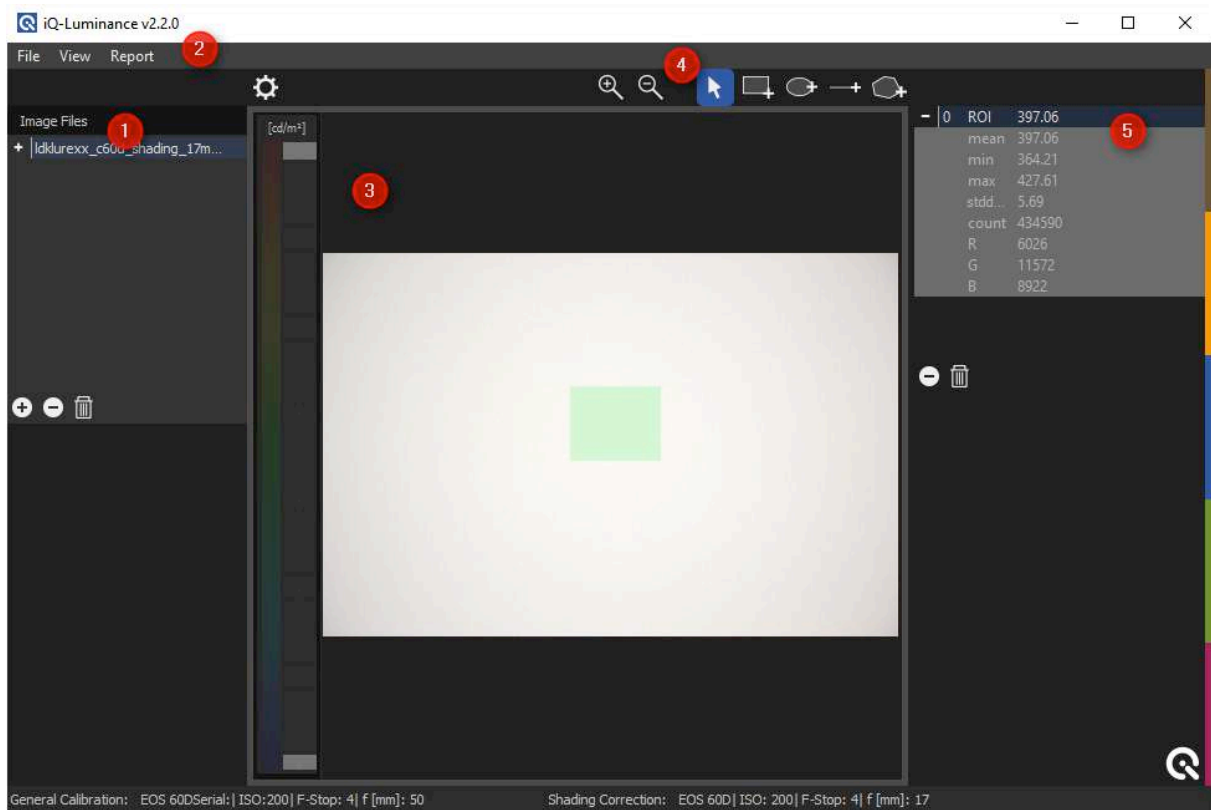 iQ-Luminance v2.2.0
File View Report
2
4
Image Files
1
ldklurexx_c60d_shading_17m...
[cd/m²]
3
0 ROI 397.06
5
mean 397.06
min 364.21
max 427.61
stdd... 5.69
count 434590
R 6026
G 11572
B 8922
General Calibration: EOS 60DSerial:| ISO:200| F-Stop: 4| f [mm]: 50
Shading Correction: EOS 60D| ISO: 200| F-Stop: 4| f [mm]: 17